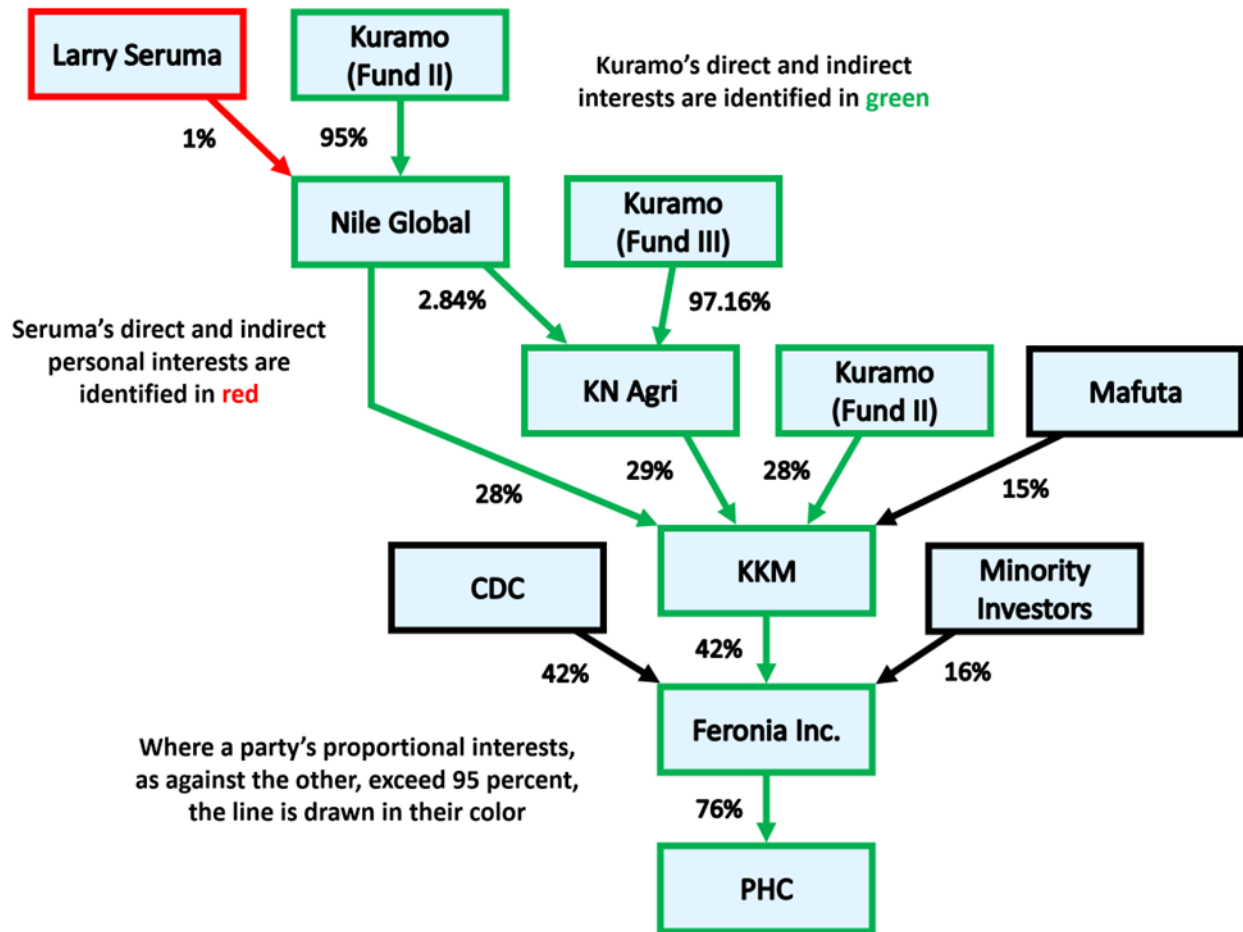 Larry Seruma
Kuramo
(Fund II)
Kuramo's direct and indirect
interests are identified in green
1%
95%
Nile Global
Kuramo
(Fund III)
2.84%
97.16%
Seruma's direct and indirect
personal interests are
identified in red
KN Agri
Kuramo
(Fund II)
Mafuta
28%
29%
28%
15%
CDC
KKM
Minority
Investors
42%
42%
16%
Feronia Inc.
Where a party's proportional interests,
as against the other, exceed 95 percent,
the line is drawn in their color
76%
PHC